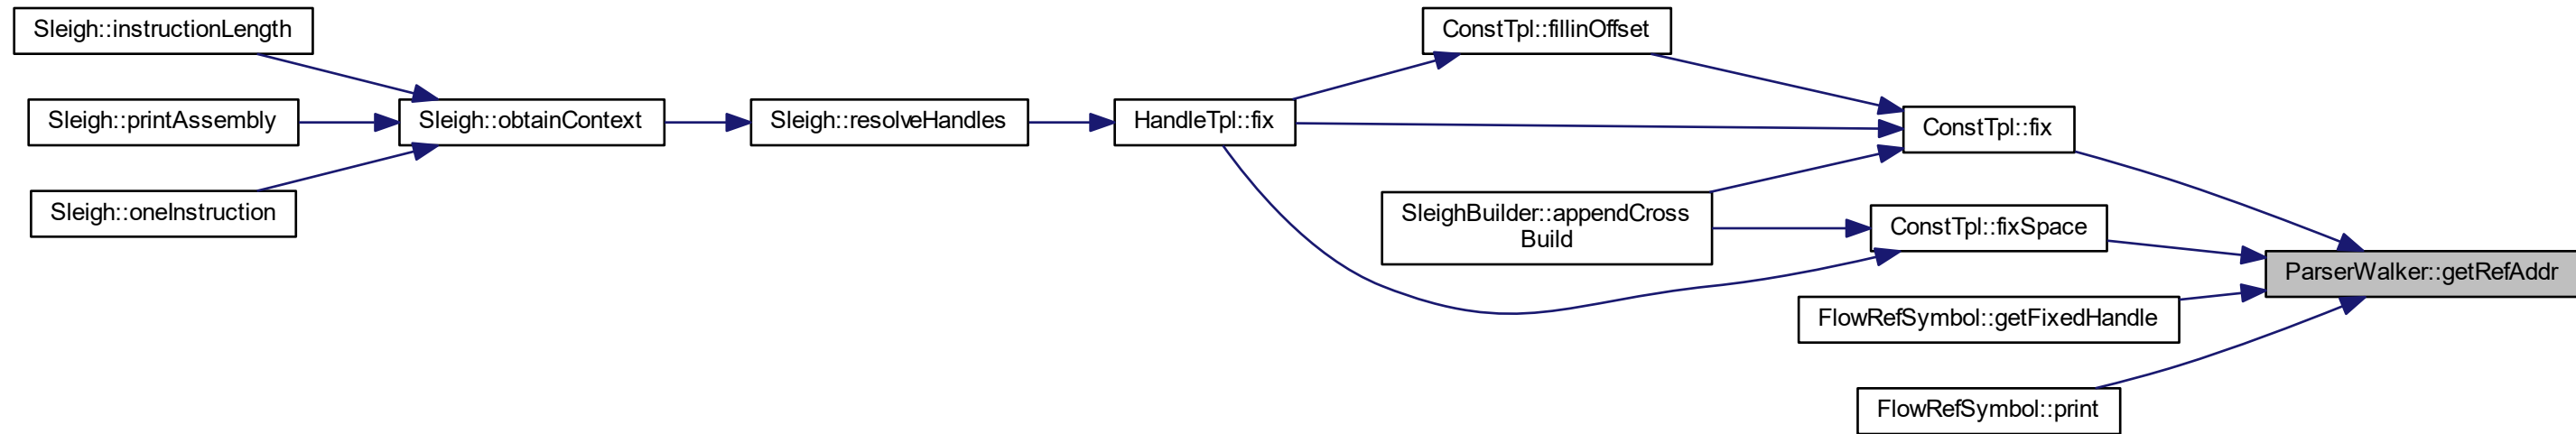 Sleigh::instructionLength
Sleigh::printAssembly
Sleigh::oneInstruction
Sleigh::obtainContext
Sleigh::resolveHandles
HandleTpl::fix
ConstTpl::fillinOffset
SleighBuilder::appendCross
Build
ConstTpl::fix
ConstTpl::fixSpace
FlowRefSymbol::getFixedHandle
FlowRefSymbol::print
ParserWalker::getRefAddr